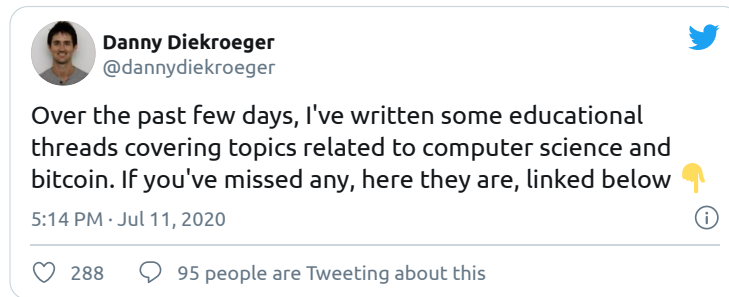 Danny Diekroeger
@dannydiekroeger
Over the past few days, I've written some educational
threads covering topics related to computer science and
bitcoin. If you've missed any, here they are, linked below 👇
5:14 PM · Jul 11, 2020
288 95 people are Tweeting about this